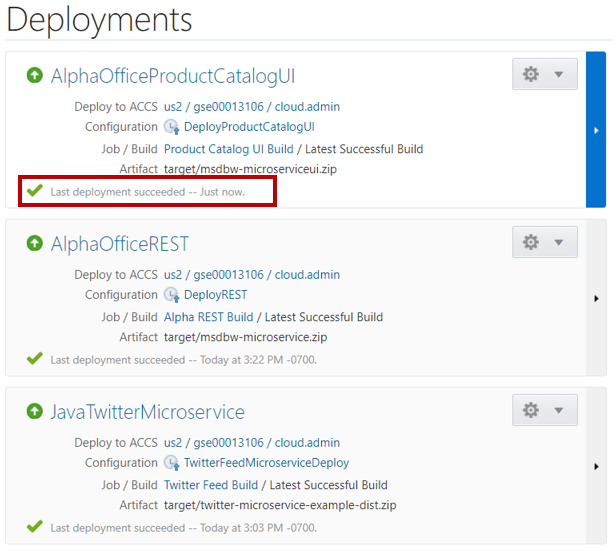 Deployments
AlphaOfficeProductCatalogUI
Deploy to ACCS us2 / gse00013106 / cloud.admin
Configuration DeployProductCatalogUI
Job / Build Product Catalog UI Build / Latest Successful Build
Artifact target/msdbw-microserviceui.zip
Last deployment succeeded -- Just now.
AlphaOfficeREST
Deploy to ACCS us2 / gse00013106 / cloud.admin
Configuration DeployREST
Job / Build Alpha REST Build / Latest Successful Build
Artifact target/msdbw-microservice.zip
Last deployment succeeded -- Today at 3:22 PM -0700.
JavaTwitterMicroservice
Deploy to ACCS us2 / gse00013106 / cloud.admin
Configuration TwitterFeedMicroserviceDeploy
Job / Build Twitter Feed Build / Latest Successful Build
Artifact target/twitter-microservice-example-dist.zip
Last deployment succeeded -- Today at 3:03 PM -0700.